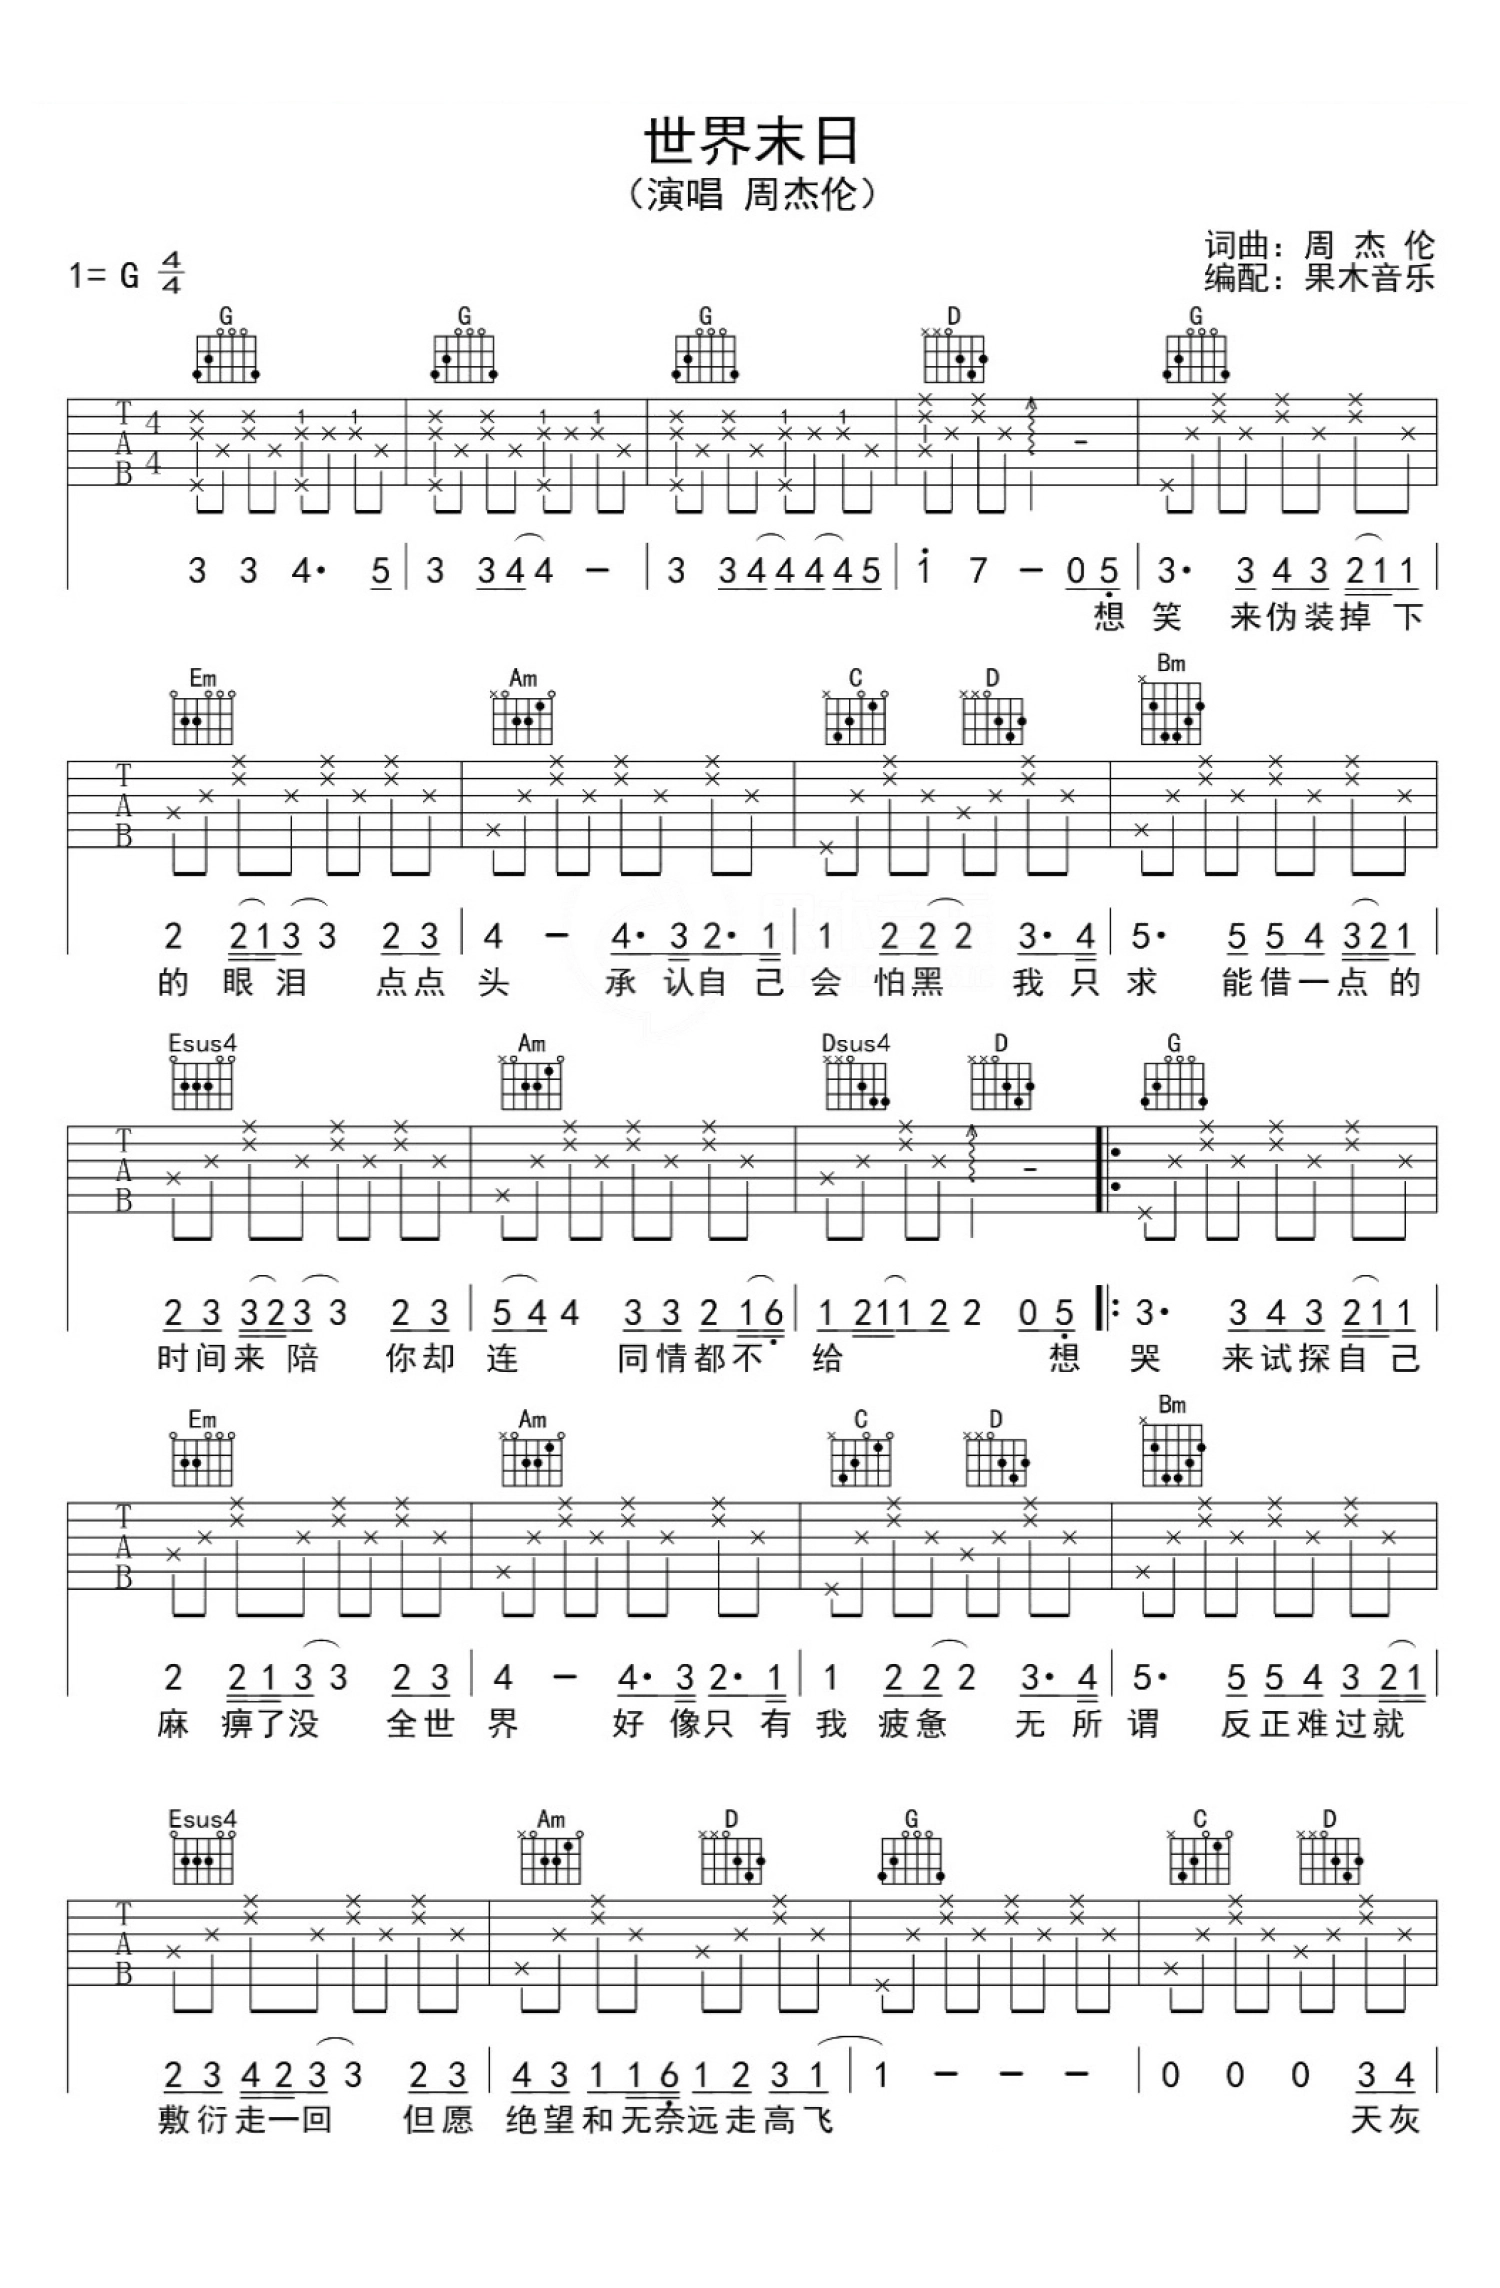 世界末日
（演唱 周杰伦）
词曲：周 杰 伦
1= G 4/4 编配：果木音乐
G G G D G
T A B 4 4 1 1 1 1 1 1 -
3 3 4· 5 3 3 4 4 – 3 3 4 4 4 4 5 1 7 – 0 5 3· 3 4 3 2 1 1
想 笑 来 伪 装 掉 下
Em Am C D Bm
T A B
2 2 1 3 3 2 3 4 – 4· 3 2· 1 1 2 2 2 3· 4 5· 5 5 4 3 2 1
的 眼 泪 点 点 头 承 认 自 己 会 怕 黑 我 只 求 能 借 一 点 的
Esus4 Am Dsus4 D G
T A B -
2 3 3 2 3 3 2 3 5 4 4 3 3 2 1 6 1 2 1 1 2 2 0 5 3· 3 4 3 2 1 1
时 间 来 陪 你 却 连 同 情 都 不 给 想 哭 来 试 探 自 己
Em Am C D Bm
T A B
2 2 1 3 3 2 3 4 – 4· 3 2· 1 1 2 2 2 3· 4 5· 5 5 4 3 2 1
麻 痹 了 没 全 世 界 好 像 只 有 我 疲 惫 无 所 谓 反 正 难 过 就
Esus4 Am D G C D
T A B
2 3 4 2 3 3 2 3 4 3 1 1 6 1 2 3 1 1 – – – 0 0 0 3 4
敷 衍 走 一 回 但 愿 绝 望 和 无 奈 远 走 高 飞 天 灰